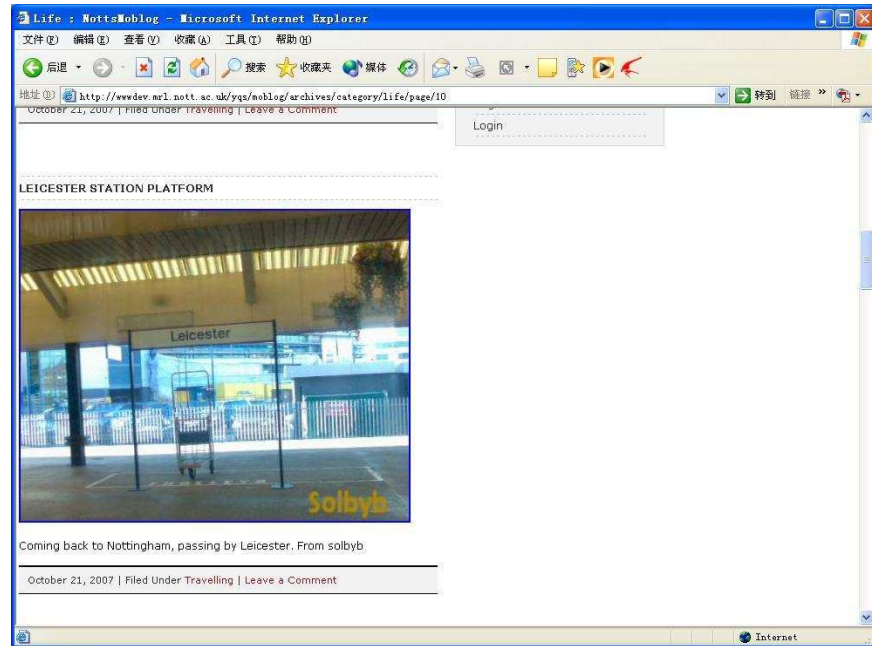 Life : NottsMoblog - Microsoft Internet Explorer
文件(F) 编辑(E) 查看(V) 收藏(A) 工具(T) 帮助(H)
后退 搜索 收藏夹 媒体
地址(D) http://wwwdev.mrl.nott.ac.uk/yqs/moblog/archives/category/life/page/10 转到 链接 »
October 21, 2007 | Filed Under Travelling | Leave a Comment
Login
LEICESTER STATION PLATFORM
Leicester
Solbyb
Coming back to Nottingham, passing by Leicester. From solbyb
October 21, 2007 | Filed Under Travelling | Leave a Comment
Internet